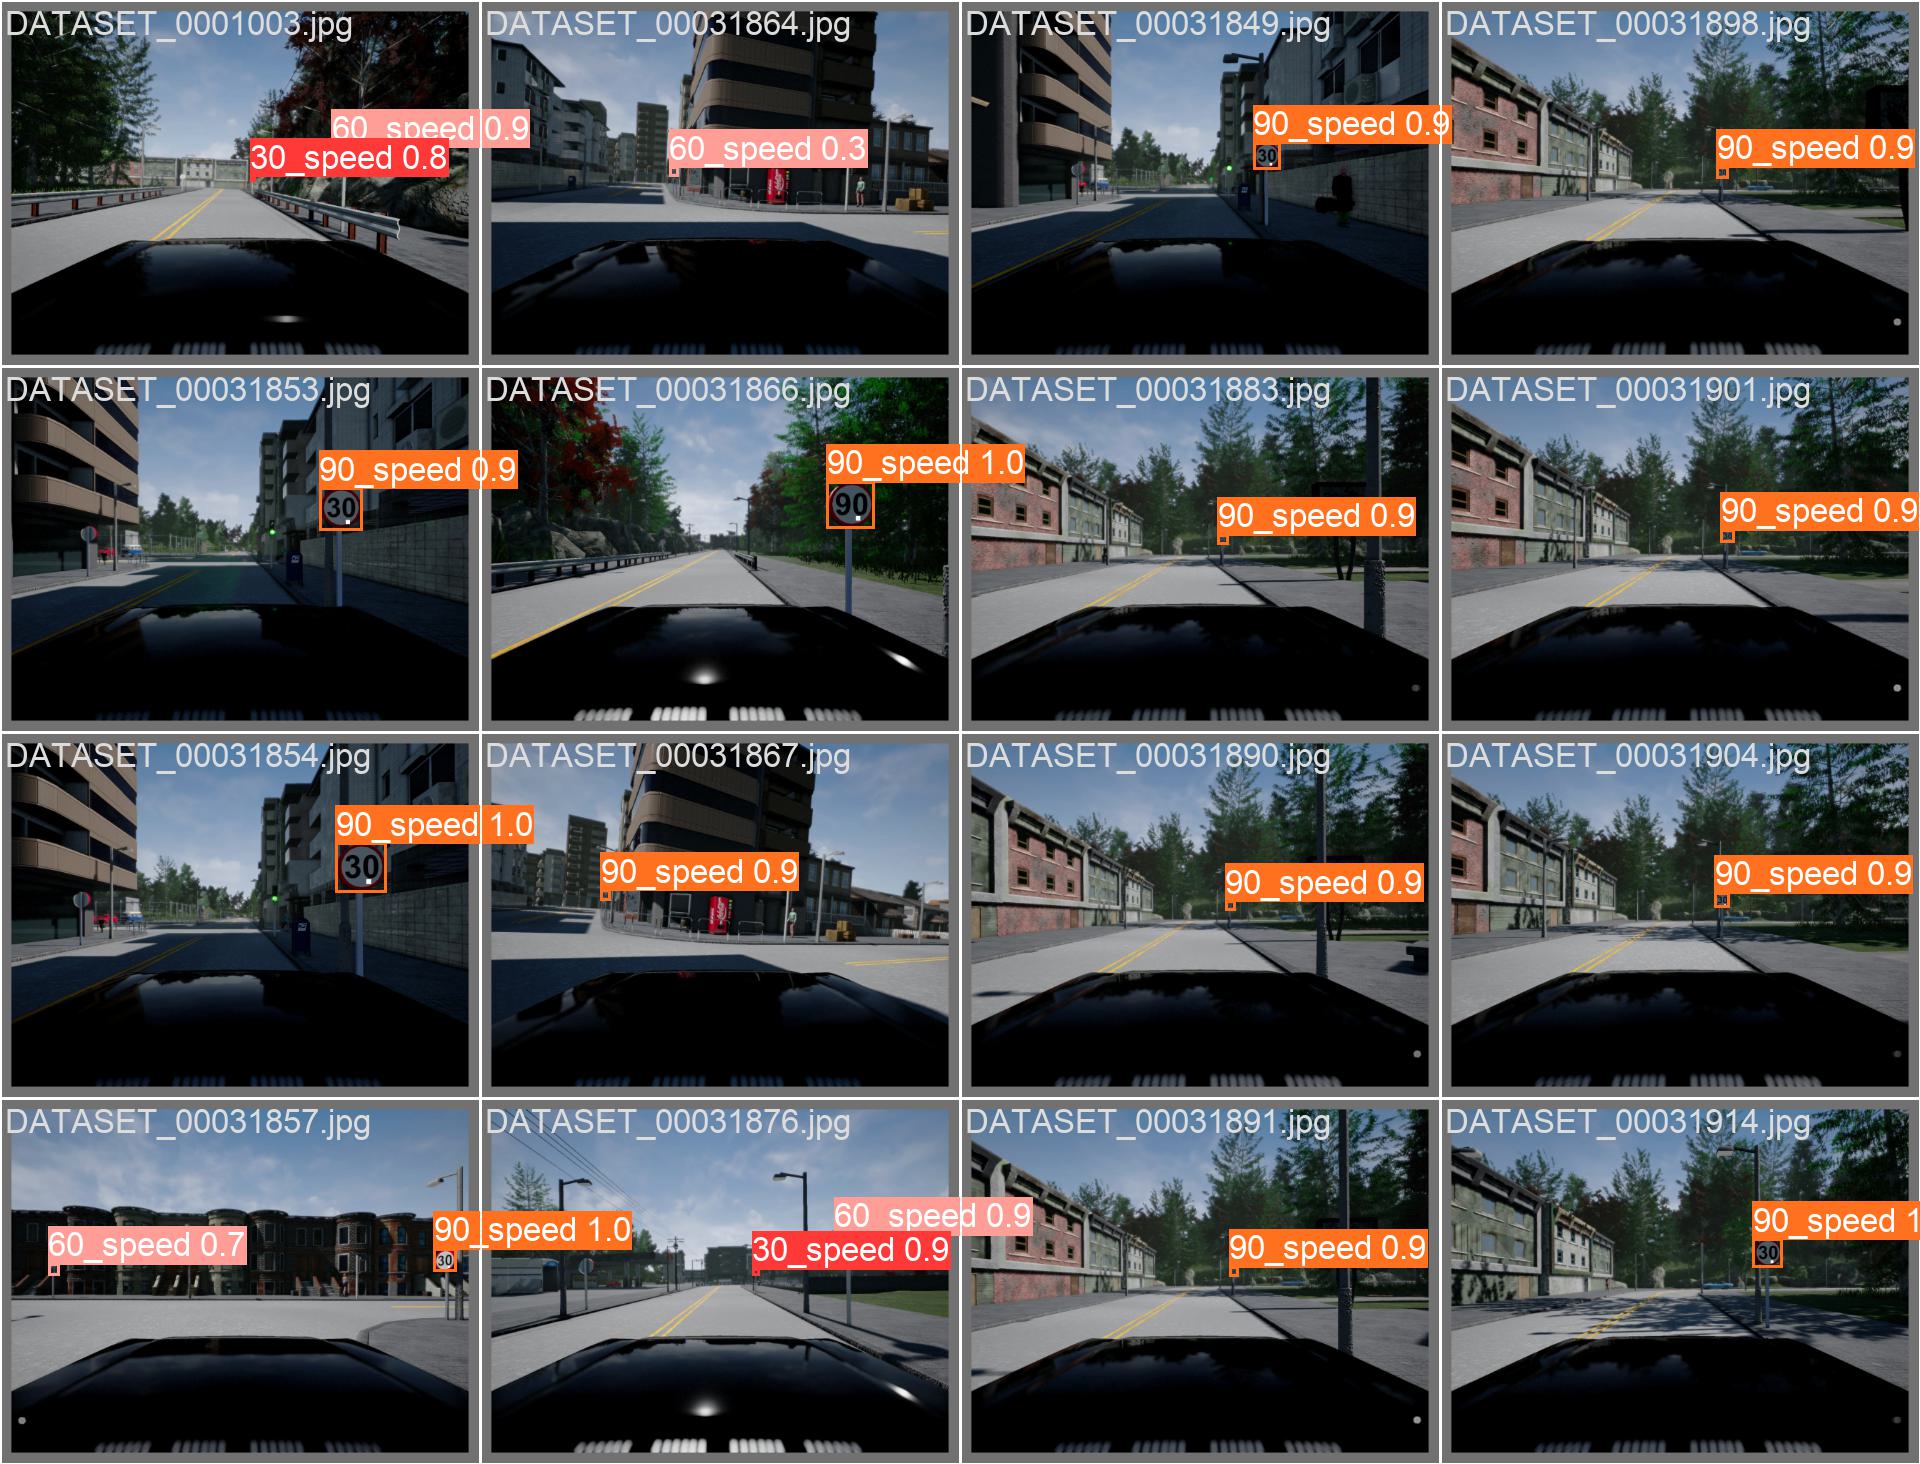 DATASET_0001003.jpg
60_speed 0.9
30_speed 0.8
DATASET_00031864.jpg
60_speed 0.3
DATASET_00031849.jpg
90_speed 0.9
30
DATASET_00031898.jpg
90_speed 0.9
DATASET_00031853.jpg
90_speed 0.9
30
DATASET_00031866.jpg
90_speed 1.0
90
DATASET_00031883.jpg
90_speed 0.9
DATASET_00031901.jpg
90_speed 0.9
DATASET_00031854.jpg
90_speed 1.0
30
DATASET_00031867.jpg
90_speed 0.9
DATASET_00031890.jpg
90_speed 0.9
DATASET_00031904.jpg
90_speed 0.9
DATASET_00031857.jpg
60_speed 0.7
90_speed 1.0
30
DATASET_00031876.jpg
60_speed 0.9
30_speed 0.9
DATASET_00031891.jpg
90_speed 0.9
DATASET_00031914.jpg
90_speed 1
30